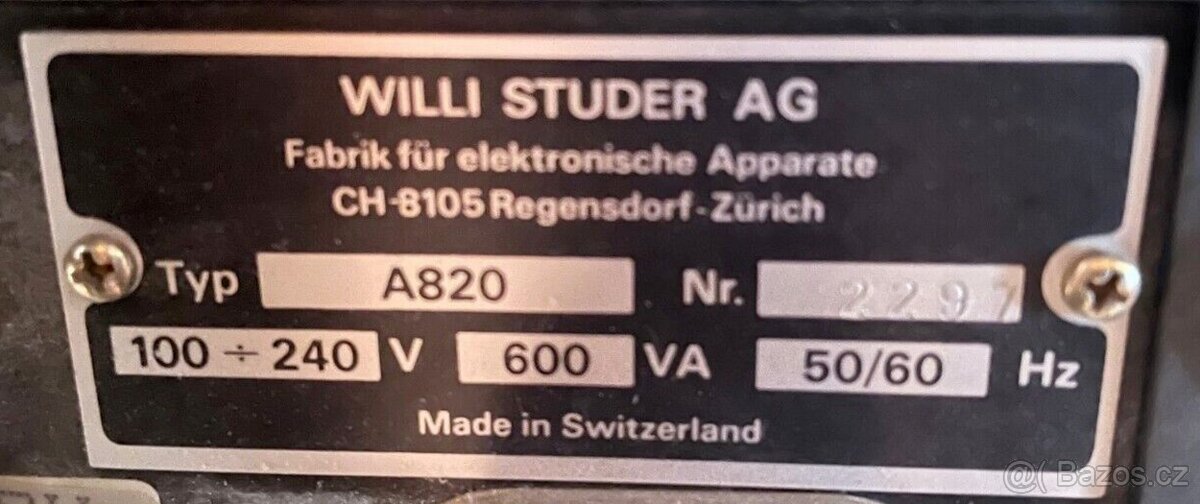 WILLI STUDER AG
Fabrik für elektronische Apparate
CH-8105 Regensdorf-Zürich
Typ A820 Nr. 2297
100 ÷ 240 V 600 VA 50/60 Hz
Made in Switzerland
@( Bazos.cz